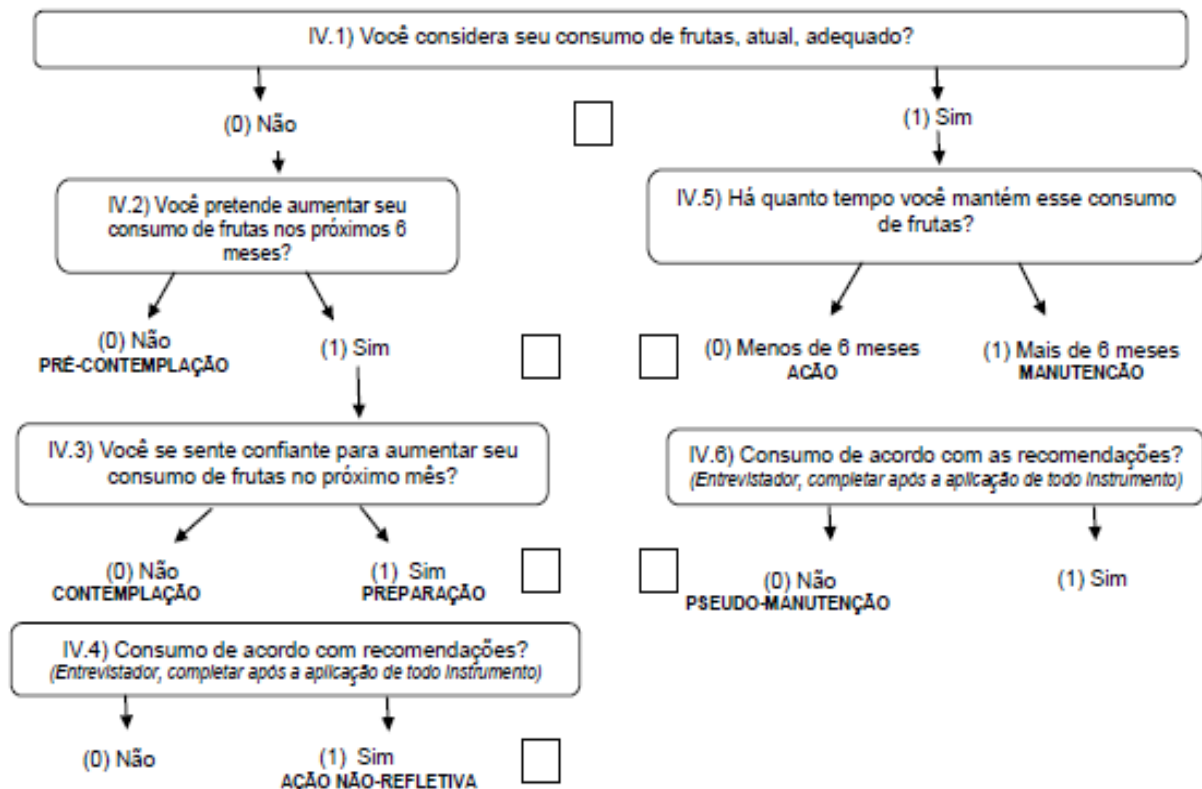 IV.1) Você considera seu consumo de frutas, atual, adequado?
(0) Não
(1) Sim
IV.2) Você pretende aumentar seu
consumo de frutas nos próximos 6
meses?
IV.5) Há quanto tempo você mantém esse consumo
de frutas?
(0) Não
PRÉ-CONTEMPLAÇÃO
(1) Sim
(0) Menos de 6 meses
AÇÃO
(1) Mais de 6 meses
MANUTENCÃO
IV.3) Você se sente confiante para aumentar seu
consumo de frutas no próximo mês?
IV.6) Consumo de acordo com as recomendações?
(Entrevistador, completar após a aplicação de todo instrumento)
(0) Não
CONTEMPLAÇÃO
(1) Sim
PREPARAÇÃO
(0) Não
PSEUDO-MANUTENÇÃO
(1) Sim
IV.4) Consumo de acordo com recomendações?
(Entrevistador, completar após a aplicação de todo instrumento)
(0) Não
(1) Sim
AÇÃO NÃO-REFLETIVA